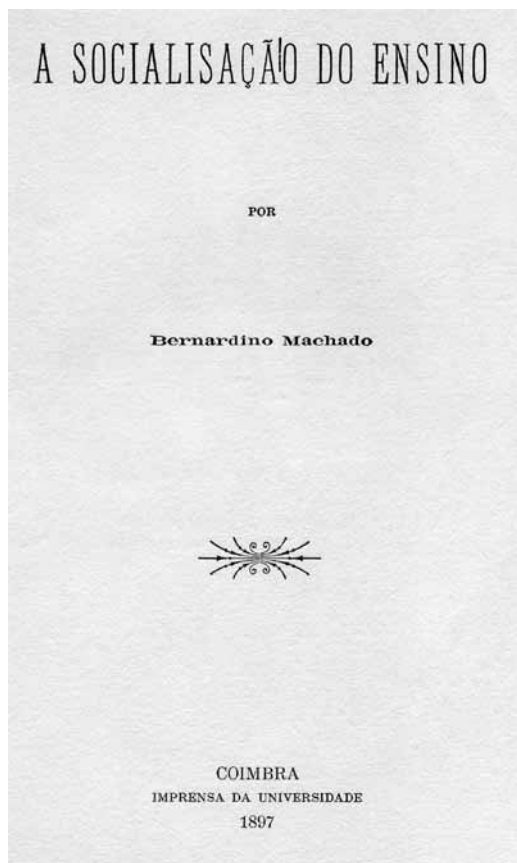 A SOCIALISAÇÃO DO ENSINO
POR
Bernardino Machado
COIMBRA
IMPRENSA DA UNIVERSIDADE
1897